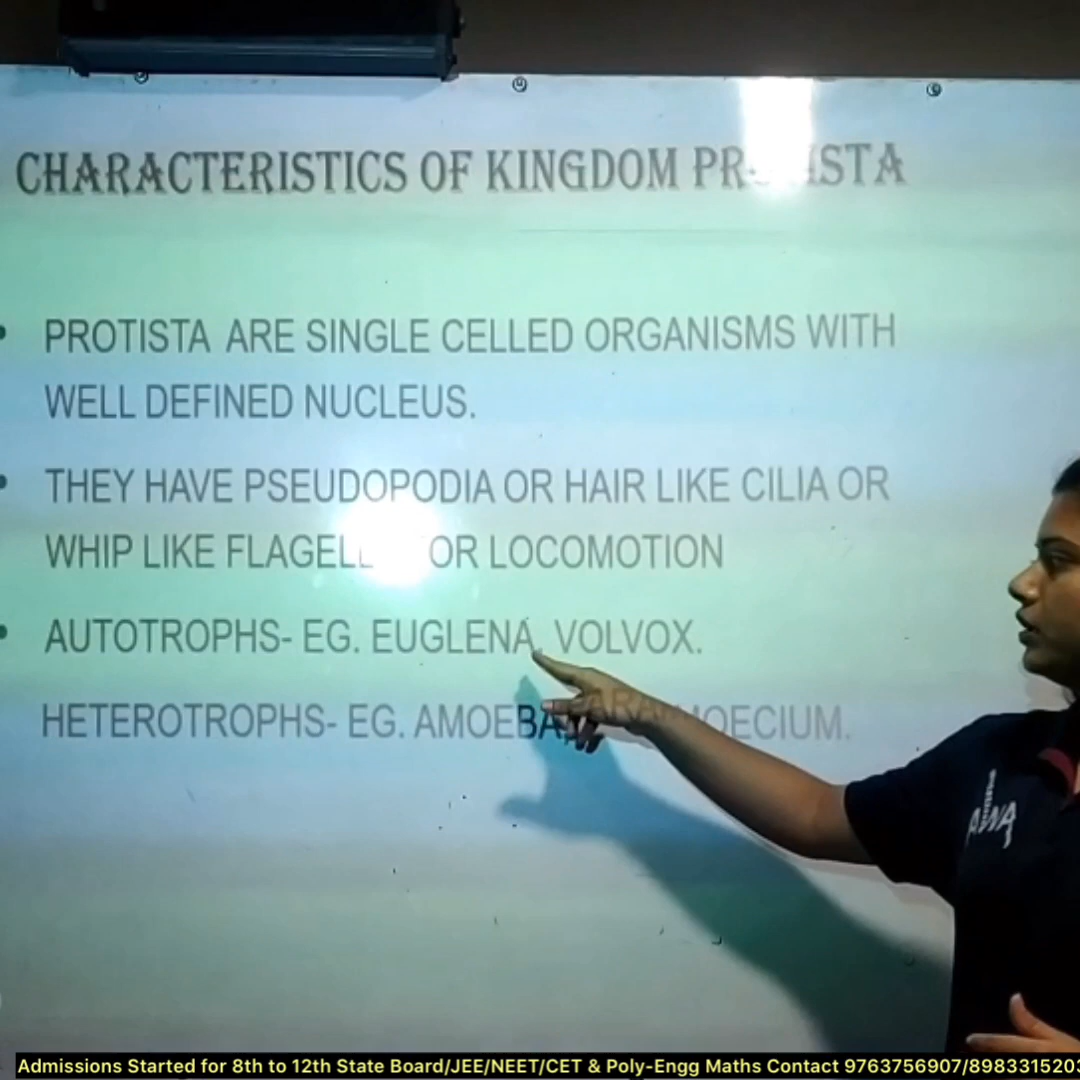 CHARACTERISTICS OF KINGDOM
• PROTISTA ARE SINGLE CELLED ORGANISMS WITH
WELL DEFINED NUCLEUS.
• THEY HAVE PSEUDOPODIA OR HAIR LIKE CILIA OR
WHIP LIKE LOCOMOTION
• AUTOTROPHS- EG. EUGLENA, VOLVOX.
HETEROTROPHS- EG. AMOEBA,
Admissions Started for 8th to 12th State Board/JEE/NEET/CET & Poly-Engg Maths Contact 9763756907/898331520